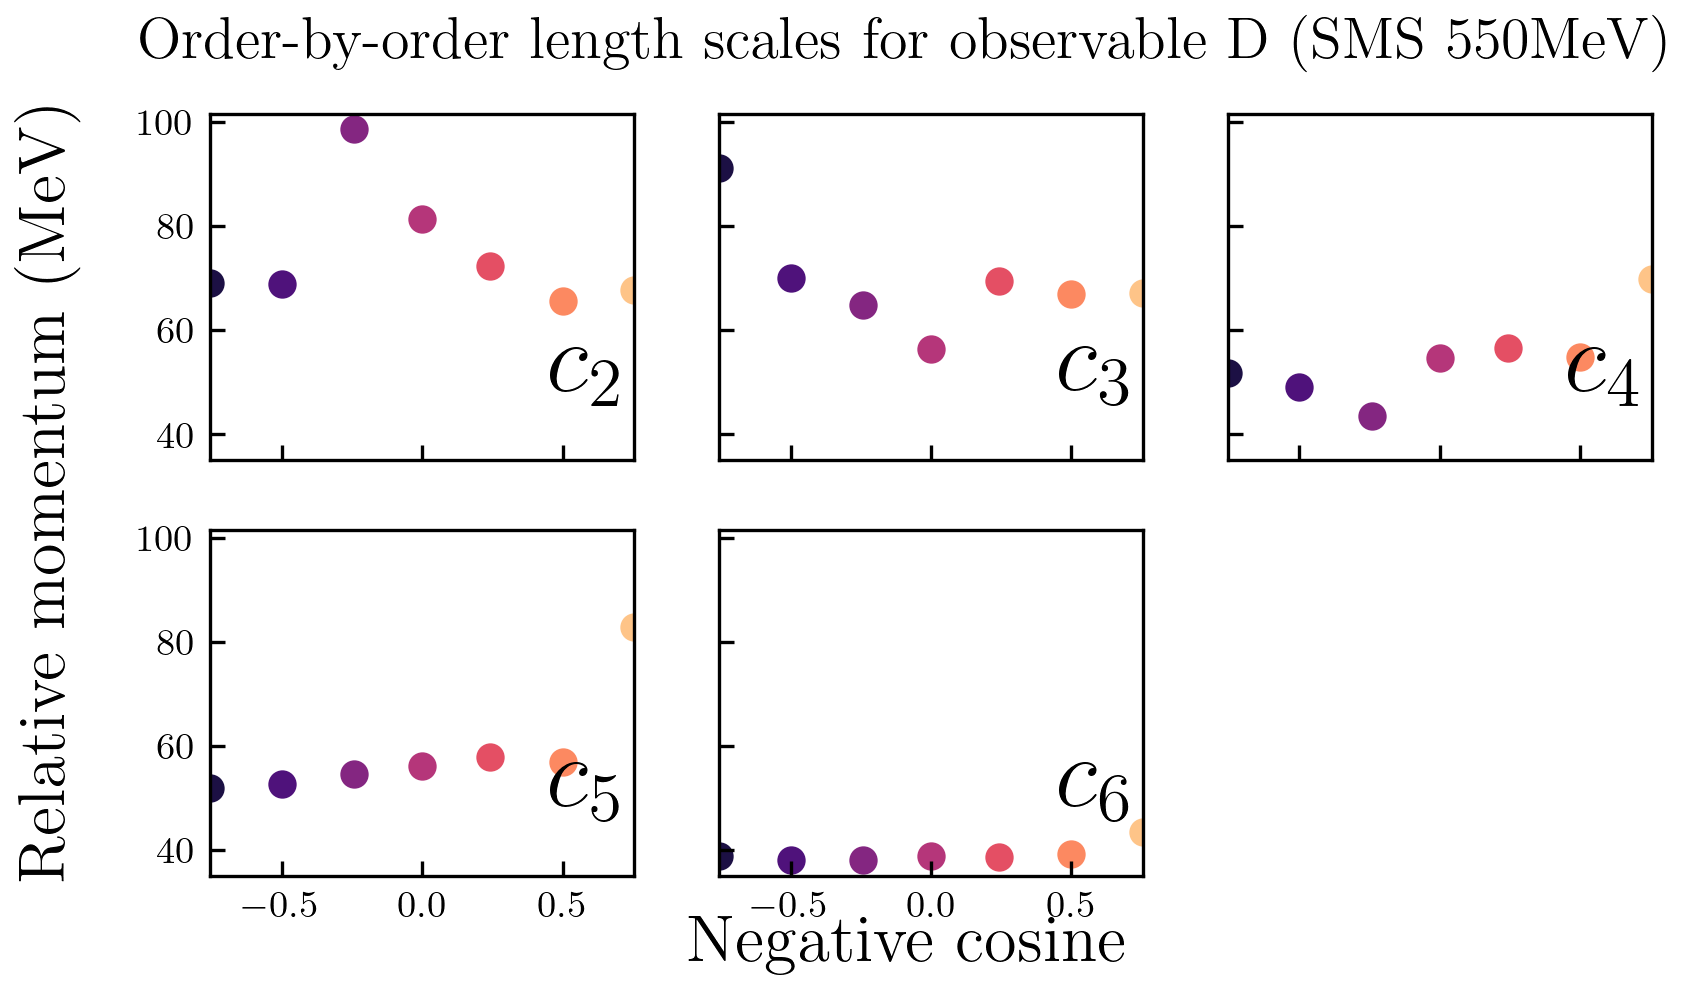 Order-by-order length scales for observable D (SMS 550MeV)
Relative momentum (MeV)
100
80
60
40
c2
c3
c4
100
80
60
40
c5
c6
−0.5
0.0
0.5
−0.5
0.0
0.5
Negative cosine